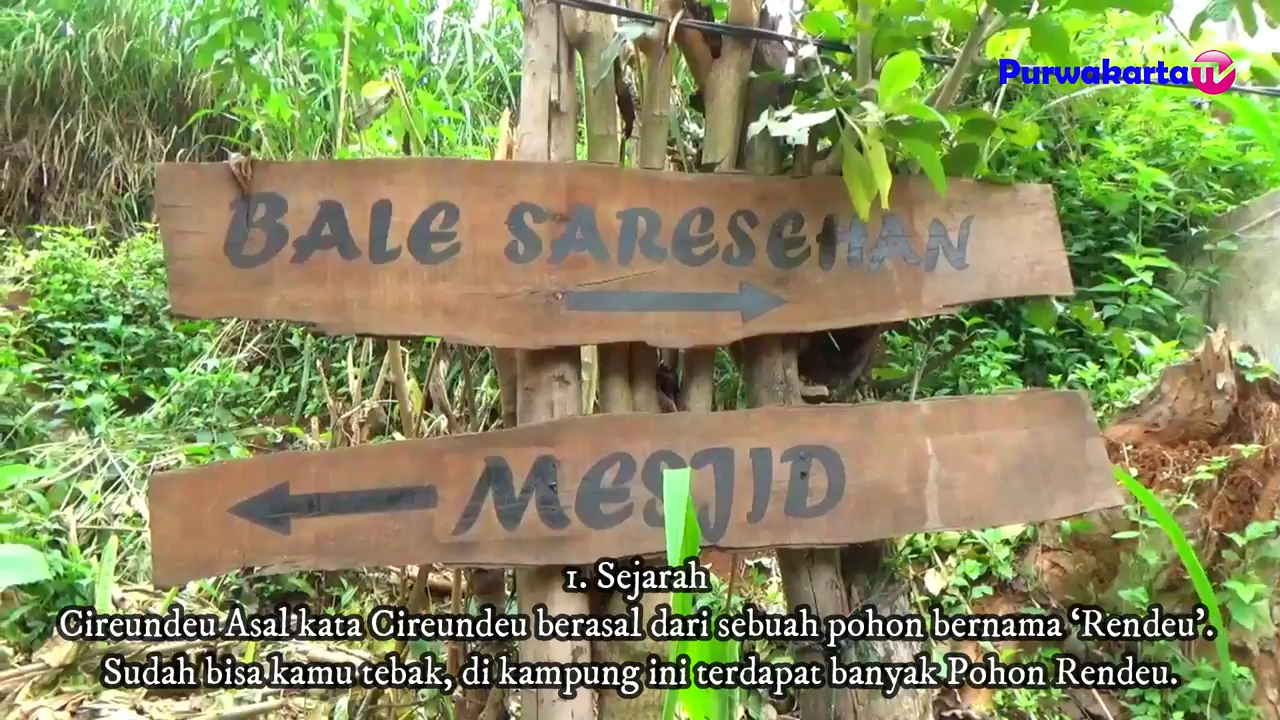 PurwakartaTV
BALE SARESEHAN
MESJID
1. Sejarah
Cireundeu Asal kata Cireundeu berasal dari sebuah pohon bernama ‘Rendeu’.
Sudah bisa kamu tebak, di kampung ini terdapat banyak Pohon Rendeu.